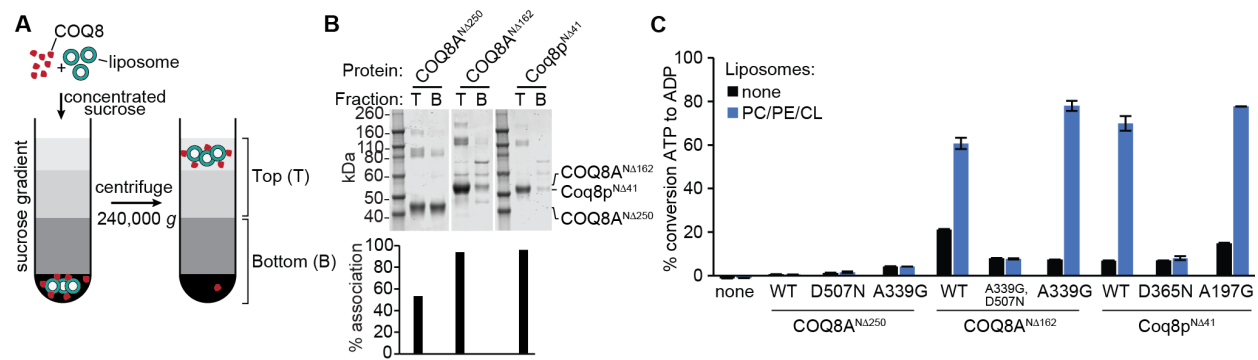 A
COQ8
+
liposome
concentrated
sucrose
sucrose gradient
centrifuge
240,000 g
Top (T)
Bottom (B)
B
Protein:
COQ8A^NΔ250
COQ8A^NΔ162
Coq8p^NΔ41
Fraction:
T B T B T B
kDa
260
160
110
80
60
50
40
COQ8A^NΔ162
Coq8p^NΔ41
COQ8A^NΔ250
% association
100
80
60
40
20
0
C
% conversion ATP to ADP
100
80
60
40
20
0
Liposomes:
none
PC/PE/CL
none WT D507N A339G WT A339G, D507N A339G WT D365N A197G
COQ8A^NΔ250 COQ8A^NΔ162 Coq8p^NΔ41